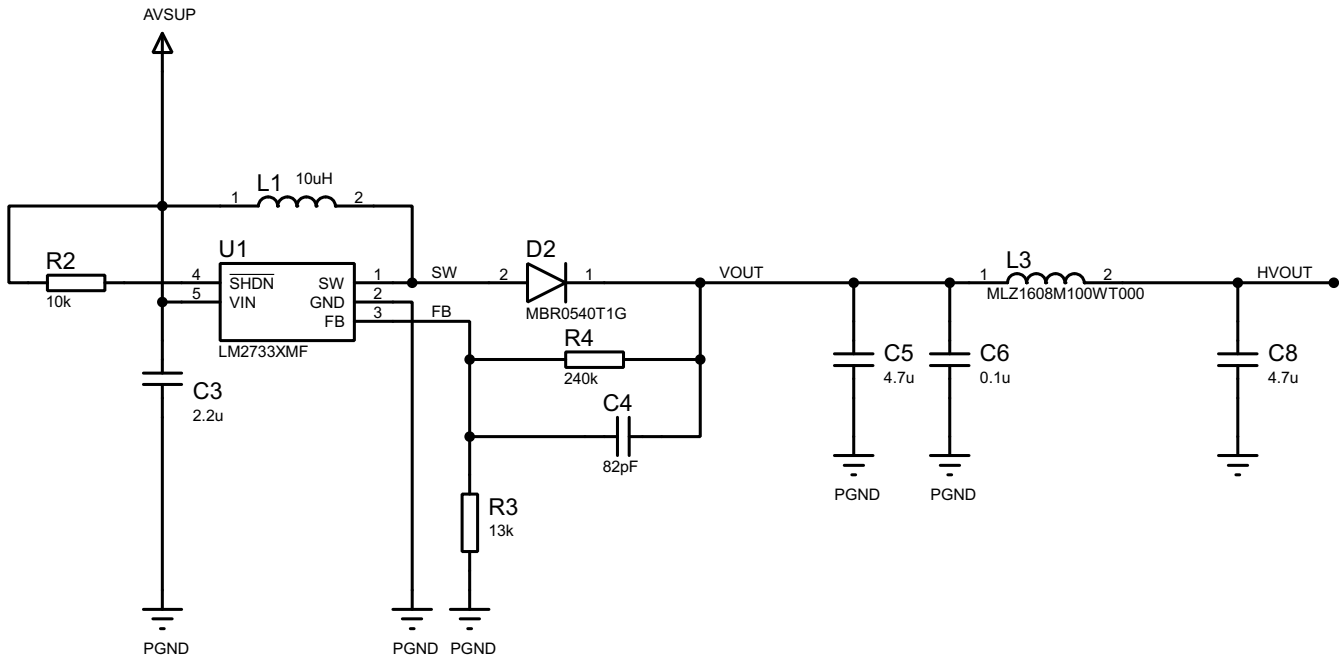 AVSUP
L1 10uH
1 2
R2
10k
U1
4 SHDN SW 1
5 VIN GND 2
FB 3
LM2733XMF
SW
FB
D2
2 1
MBR0540T1G
VOUT
R4
240k
C4
82pF
R3
13k
C3
2.2u
C5
4.7u
C6
0.1u
L3
1 2
MLZ1608M100WT000
HVOUT
C8
4.7u
PGND
PGND
PGND
PGND
PGND